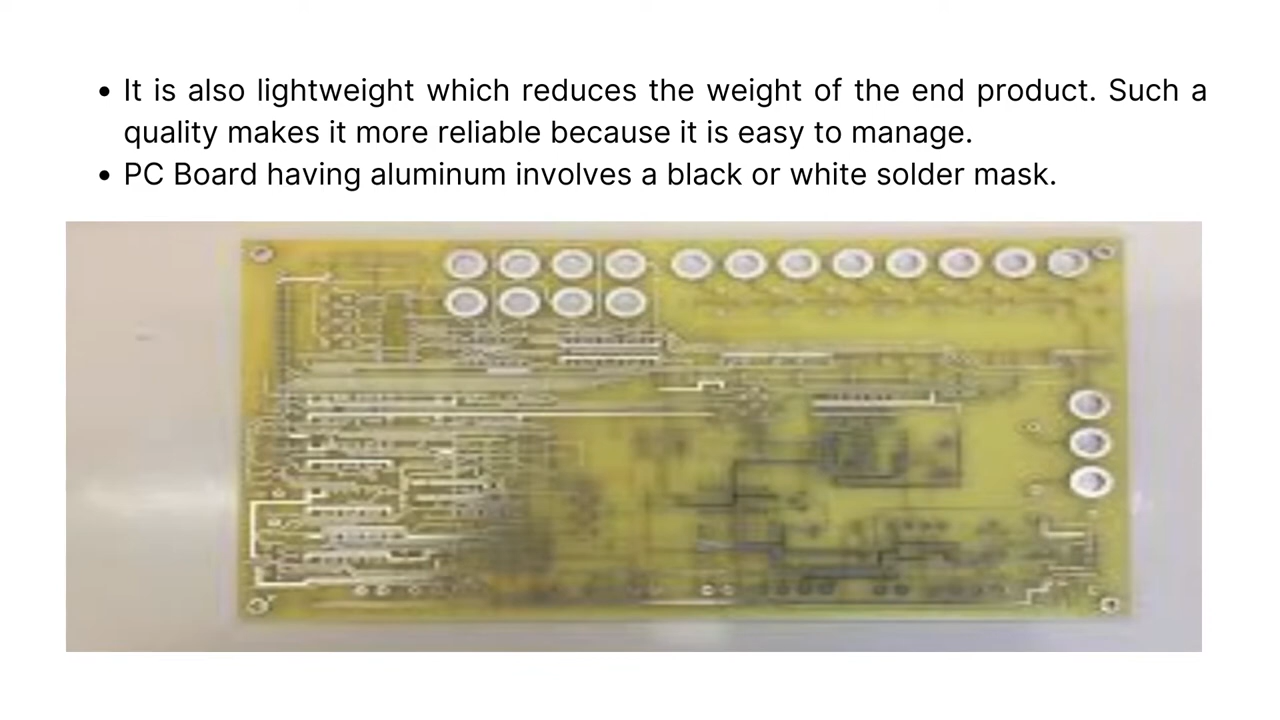 • It is also lightweight which reduces the weight of the end product. Such a
quality makes it more reliable because it is easy to manage.
• PC Board having aluminum involves a black or white solder mask.